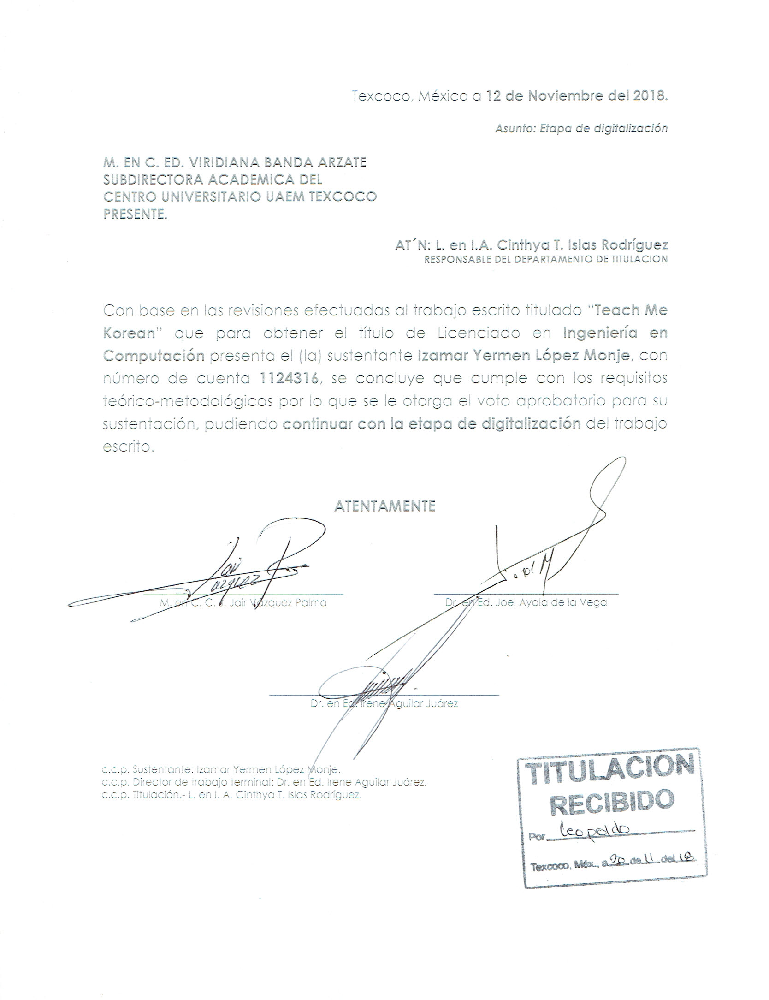 Texcoco, México a 12 de Noviembre del 2018.
Asunto: Etapa de digitalización
M. EN C. ED. VIRIDIANA BANDA ARZATE
SUBDIRECTORA ACADEMICA DEL
CENTRO UNIVERSITARIO UAEM TEXCOCO
PRESENTE.
AT´N: L. en I.A. Cinthya T. Islas Rodríguez
RESPONSABLE DEL DEPARTAMENTO DE TITULACION
Con base en las revisiones efectuadas al trabajo escrito titulado “Teach Me
Korean” que para obtener el título de Licenciado en Ingeniería en
Computación presenta el (la) sustentante Izamar Yermen López Monje, con
número de cuenta 1124316, se concluye que cumple con los requisitos
teórico-metodológicos por lo que se le otorga el voto aprobatorio para su
sustentación, pudiendo continuar con la etapa de digitalización del trabajo
escrito.
ATENTAMENTE
Jair
Vazquez
M. en C. C. J. Jair Vázquez Palma
Dr. en Ed. Joel Ayala de la Vega
Dr. en Ed. Irene Aguilar Juárez
c.c.p. Sustentante: Izamar Yermen López Monje.
c.c.p. Director de trabajo terminal: Dr. en Ed. Irene Aguilar Juárez.
c.c.p. Titulación.- L. en I. A. Cinthya T. Islas Rodríguez.
TITULACION
RECIBIDO
Por Leopoldo
Texcoco, Méx., a 20 de 11 del 18